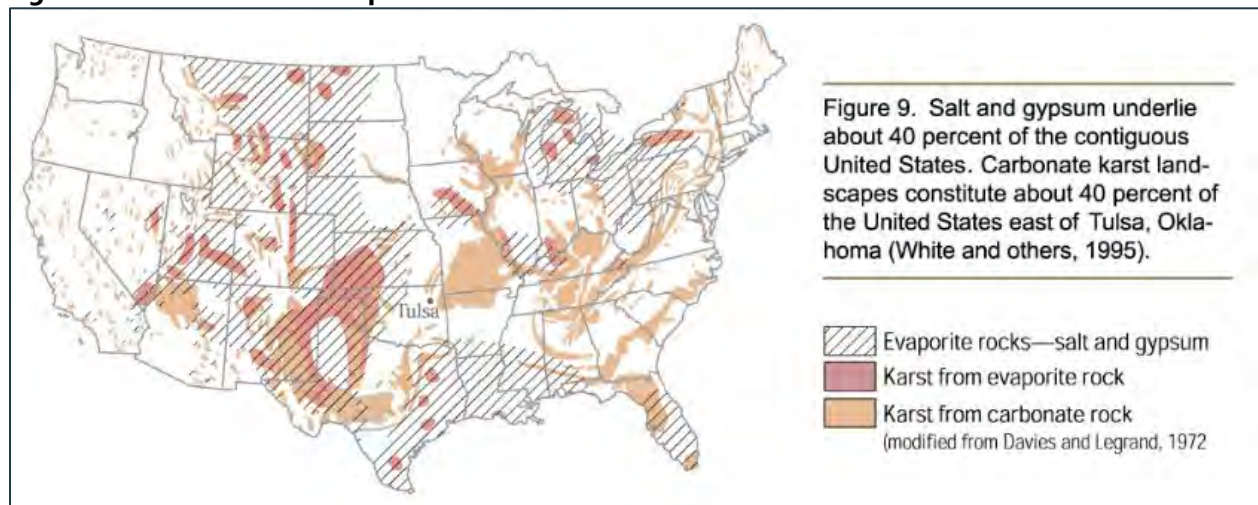 Tulsa
Figure 9. Salt and gypsum underlie
about 40 percent of the contiguous
United States. Carbonate karst land-
scapes constitute about 40 percent of
the United States east of Tulsa, Okla-
homa (White and others, 1995).
Evaporite rocks—salt and gypsum
Karst from evaporite rock
Karst from carbonate rock
(modified from Davies and Legrand, 1972